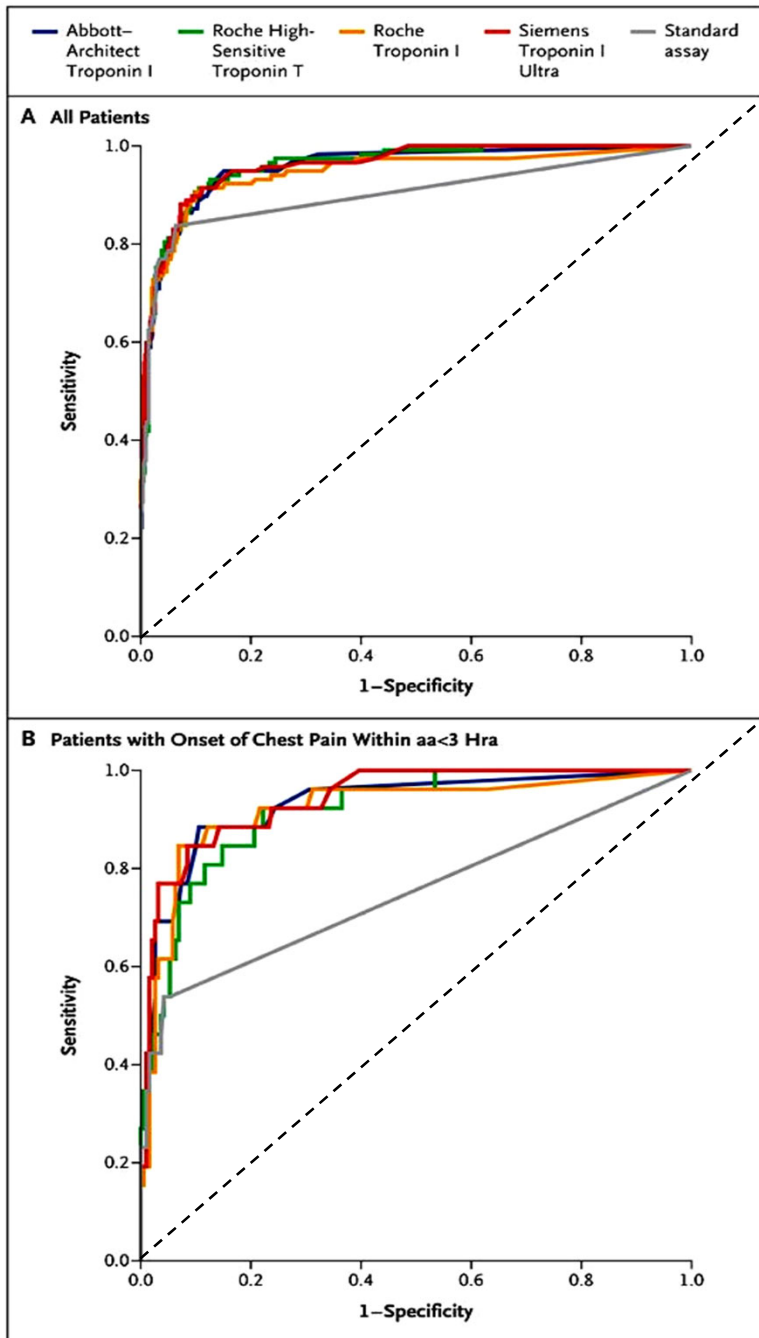 Abbott–
Architect
Troponin I
Roche High-
Sensitive
Troponin T
Roche
Troponin I
Siemens
Troponin I
Ultra
Standard
assay
A All Patients
1.0
0.8
0.6
0.4
0.2
0.0
Sensitivity
0.0 0.2 0.4 0.6 0.8 1.0
1–Specificity
B Patients with Onset of Chest Pain Within aa<3 Hra
1.0
0.8
0.6
0.4
0.2
0.0
Sensitivity
0.0 0.2 0.4 0.6 0.8 1.0
1–Specificity